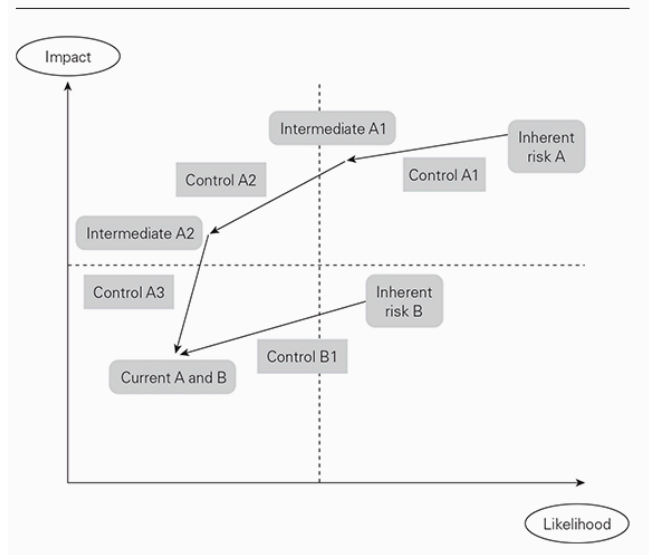 Impact
Intermediate A1
Inherent
risk A
Control A2
Control A1
Intermediate A2
Control A3
Inherent
risk B
Control B1
Current A and B
Likelihood